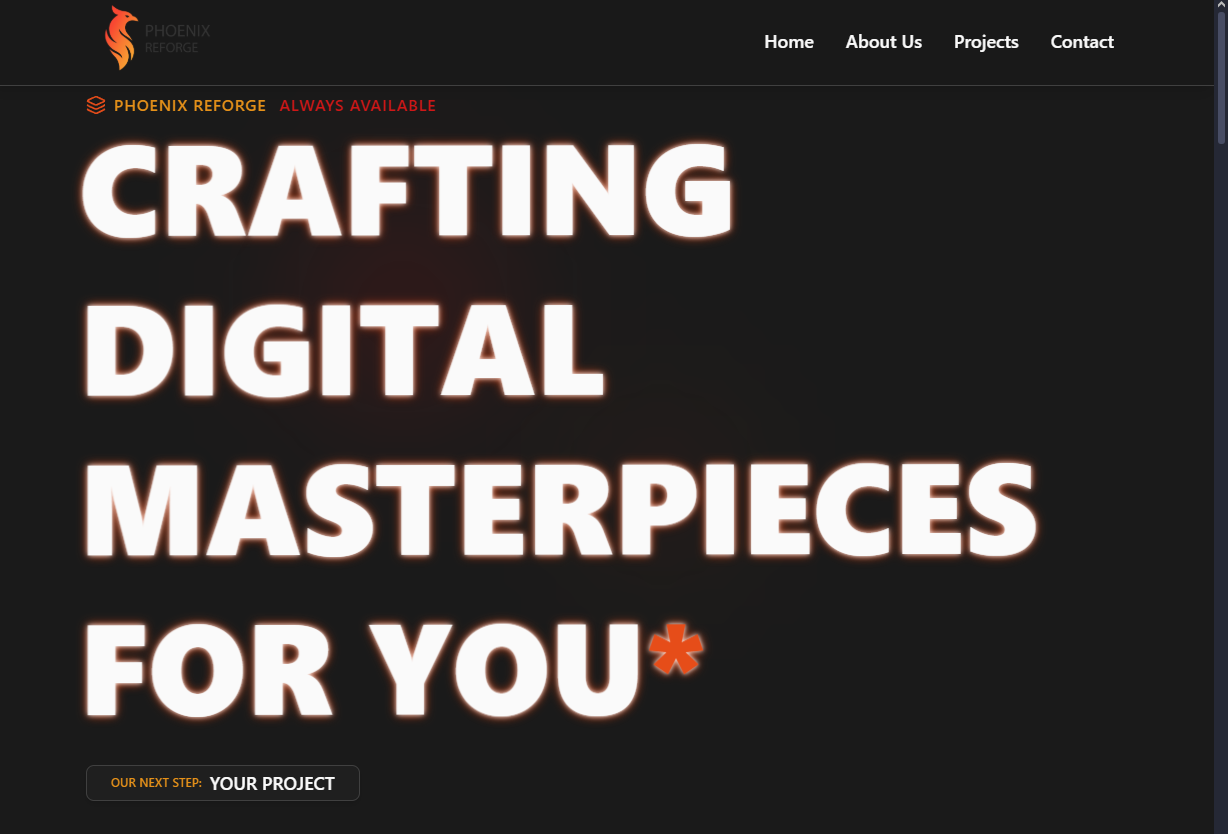 PHOENIX
REFORGE
Home About Us Projects Contact
PHOENIX REFORGE ALWAYS AVAILABLE
CRAFTING
DIGITAL
MASTERPIECES
FOR YOU*
OUR NEXT STEP: YOUR PROJECT